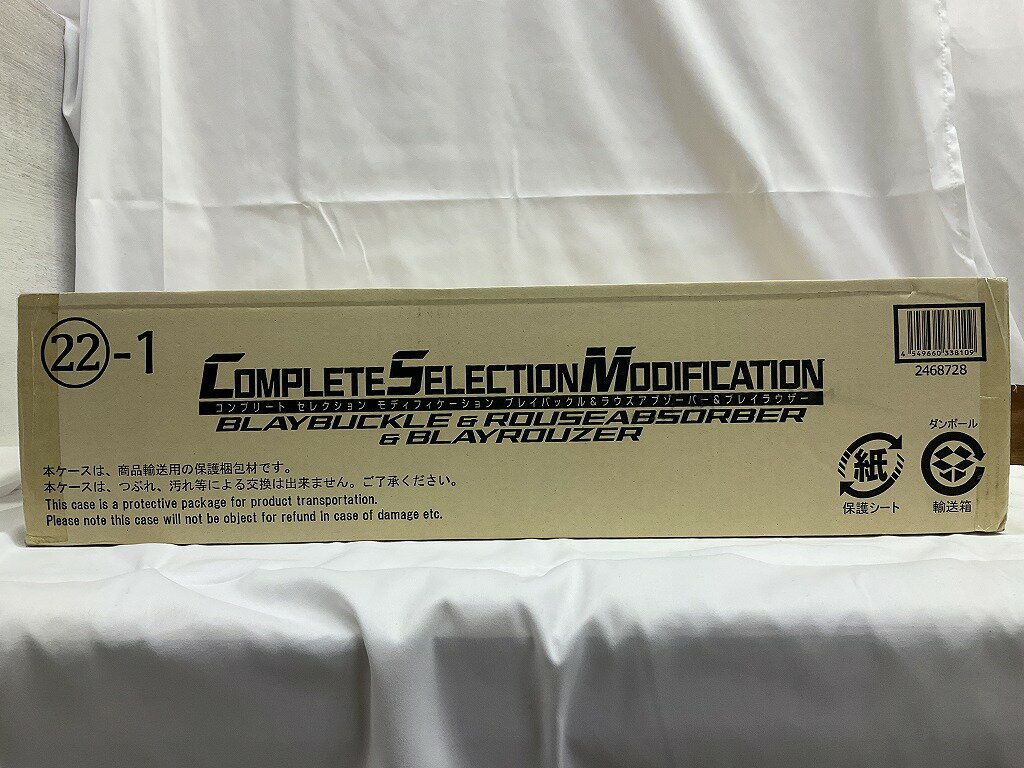 22-1
COMPLETE SELECTION MODIFICATION
コンプリート セレクション モディフィケーション ブレイバックル&ラウズアブゾーバー&ブレイラウザー
BLAYBUCKLE & ROUSEABSORBER
& BLAYROUZER
本ケースは、商品輸送用の保護梱包材です。
本ケースは、つぶれ、汚れ等による交換は出来ません。ご了承ください。
This case is a protective package for product transportation.
Please note this case will not be object for refund in case of damage etc.
4 549660 338109
2468728
紙
保護シート
ダンボール
輸送箱